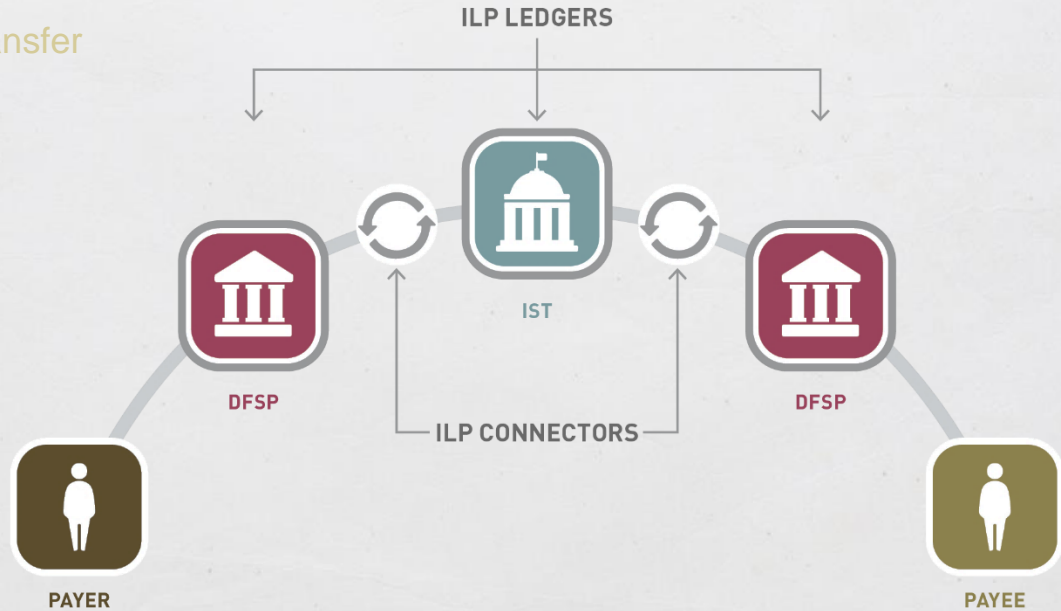 ILP LEDGERS
nsfer
IST
DFSP
DFSP
ILP CONNECTORS
PAYER
PAYEE